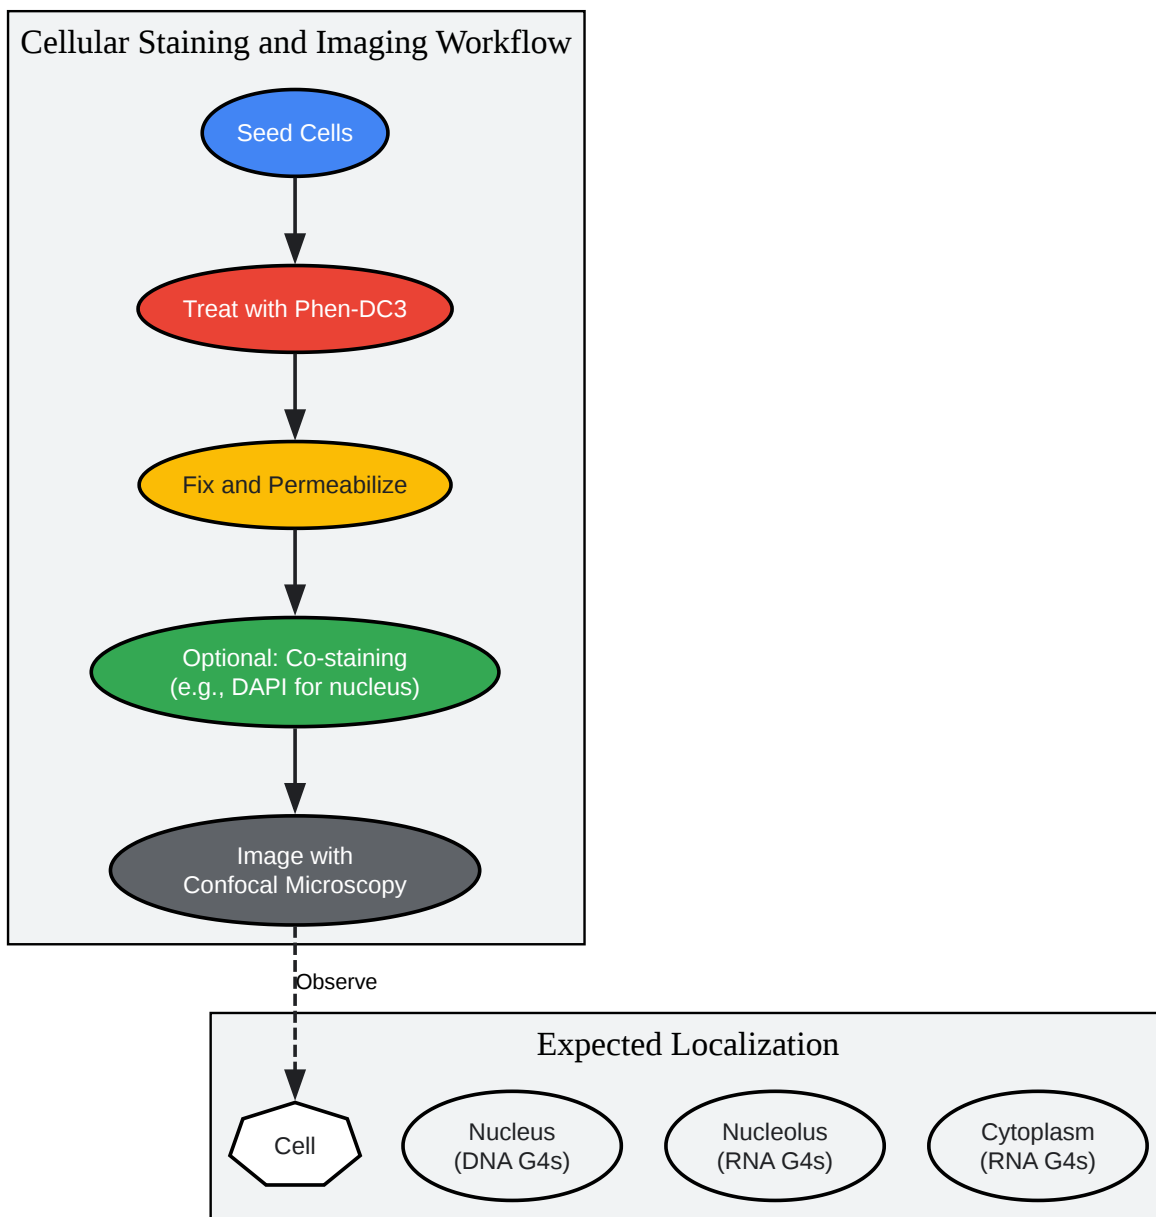 Cellular Staining and Imaging Workflow
Seed Cells
Treat with Phen-DC3
Fix and Permeabilize
Optional: Co-staining
(e.g., DAPI for nucleus)
Image with
Confocal Microscopy
Observe
Expected Localization
Cell
Nucleus
(DNA G4s)
Nucleolus
(RNA G4s)
Cytoplasm
(RNA G4s)